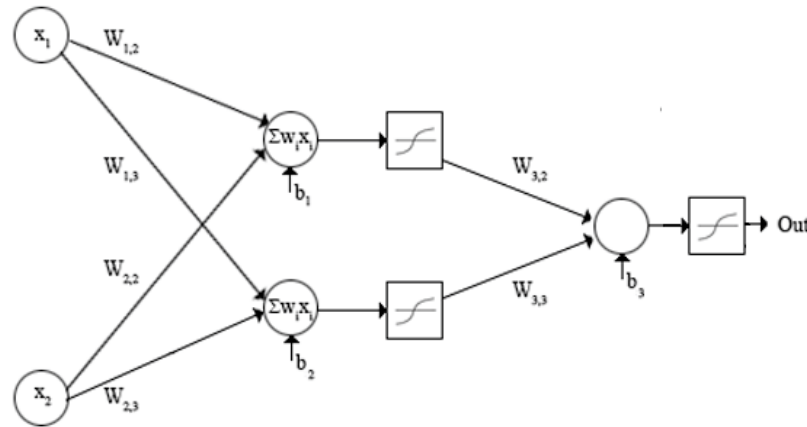 x₁
W₁,₂
Σwᵢxᵢ
W₁,₃
b₁
W₃,₂
Out
W₂,₂
b₃
Σwᵢxᵢ
W₃,₃
b₂
x₂
W₂,₃